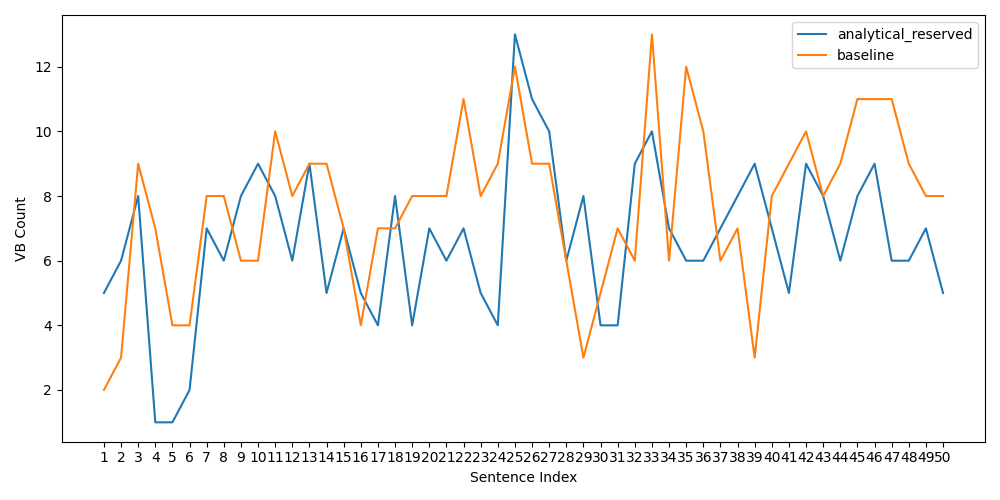 analytical_reserved
baseline
12
10
8
6
4
2
VB Count
1 2 3 4 5 6 7 8 9 10 11 12 13 14 15 16 17 18 19 20 21 22 23 24 25 26 27 28 29 30 31 32 33 34 35 36 37 38 39 40 41 42 43 44 45 46 47 48 49 50
Sentence Index